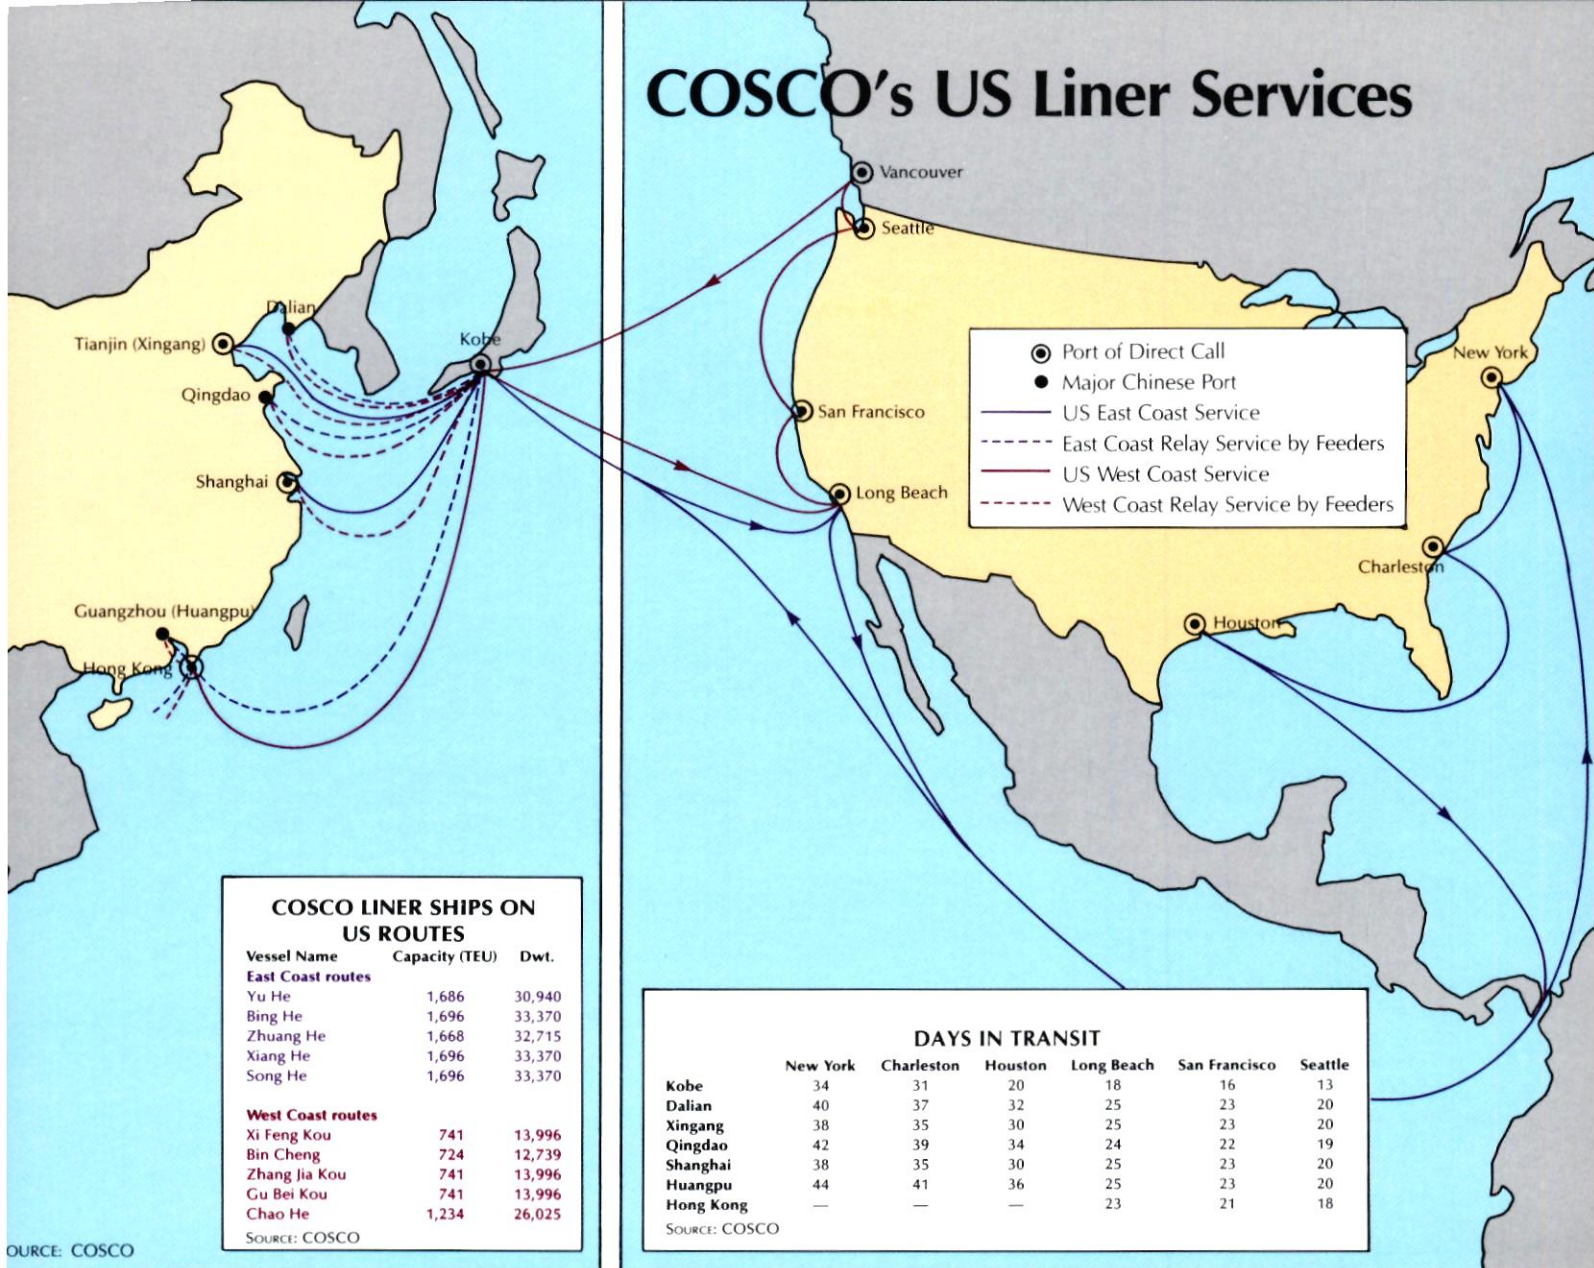 COSCO's US Liner Services
Vancouver
Seattle
San Francisco
Long Beach
New York
Charleston
Houston
Dalian
Tianjin (Xingang)
Kobe
Qingdao
Shanghai
Guangzhou (Huangpu)
Hong Kong
Port of Direct Call
Major Chinese Port
US East Coast Service
East Coast Relay Service by Feeders
US West Coast Service
West Coast Relay Service by Feeders
COSCO LINER SHIPS ON
US ROUTES
Vessel Name Capacity (TEU) Dwt.
East Coast routes
Yu He 1,686 30,940
Bing He 1,696 33,370
Zhuang He 1,668 32,715
Xiang He 1,696 33,370
Song He 1,696 33,370
West Coast routes
Xi Feng Kou 741 13,996
Bin Cheng 724 12,739
Zhang Jia Kou 741 13,996
Gu Bei Kou 741 13,996
Chao He 1,234 26,025
SOURCE: COSCO
DAYS IN TRANSIT
New York Charleston Houston Long Beach San Francisco Seattle
Kobe 34 31 20 18 16 13
Dalian 40 37 32 25 23 20
Xingang 38 35 30 25 23 20
Qingdao 42 39 34 24 22 19
Shanghai 38 35 30 25 23 20
Huangpu 44 41 36 25 23 20
Hong Kong — — — 23 21 18
SOURCE: COSCO
OURCE: COSCO